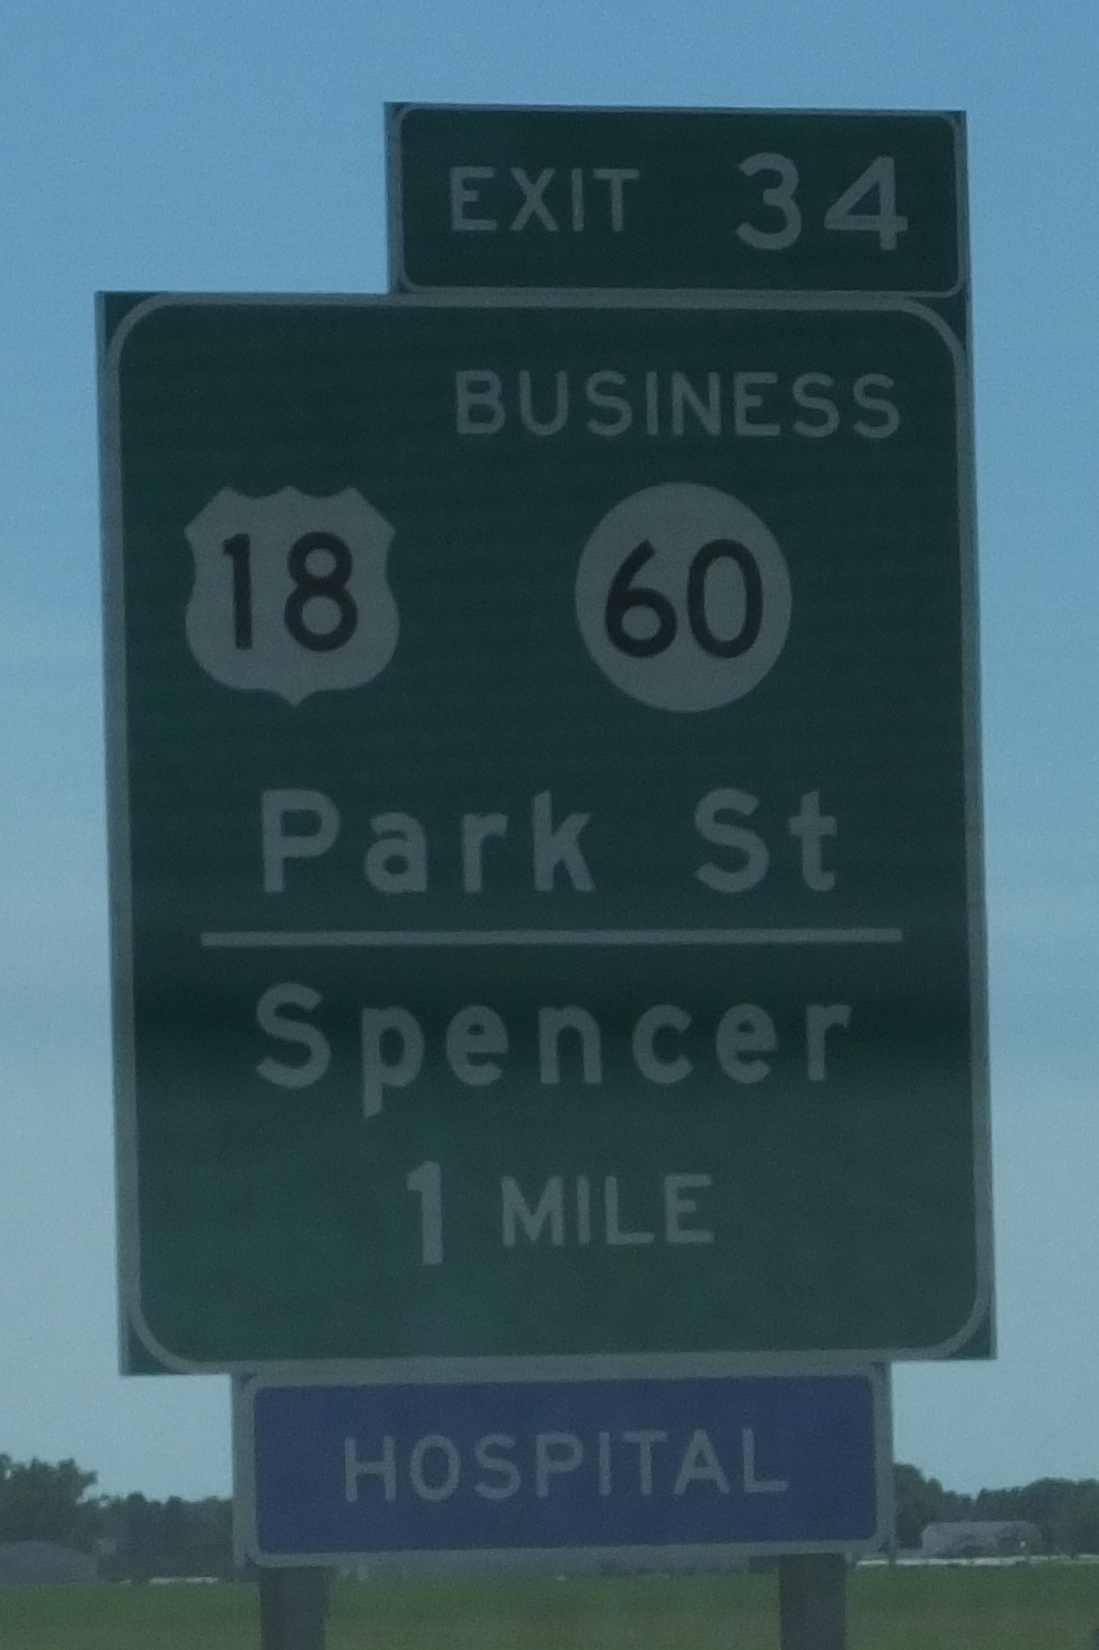 EXIT 34
BUSINESS
18 60
Park St
Spencer
1 MILE
HOSPITAL